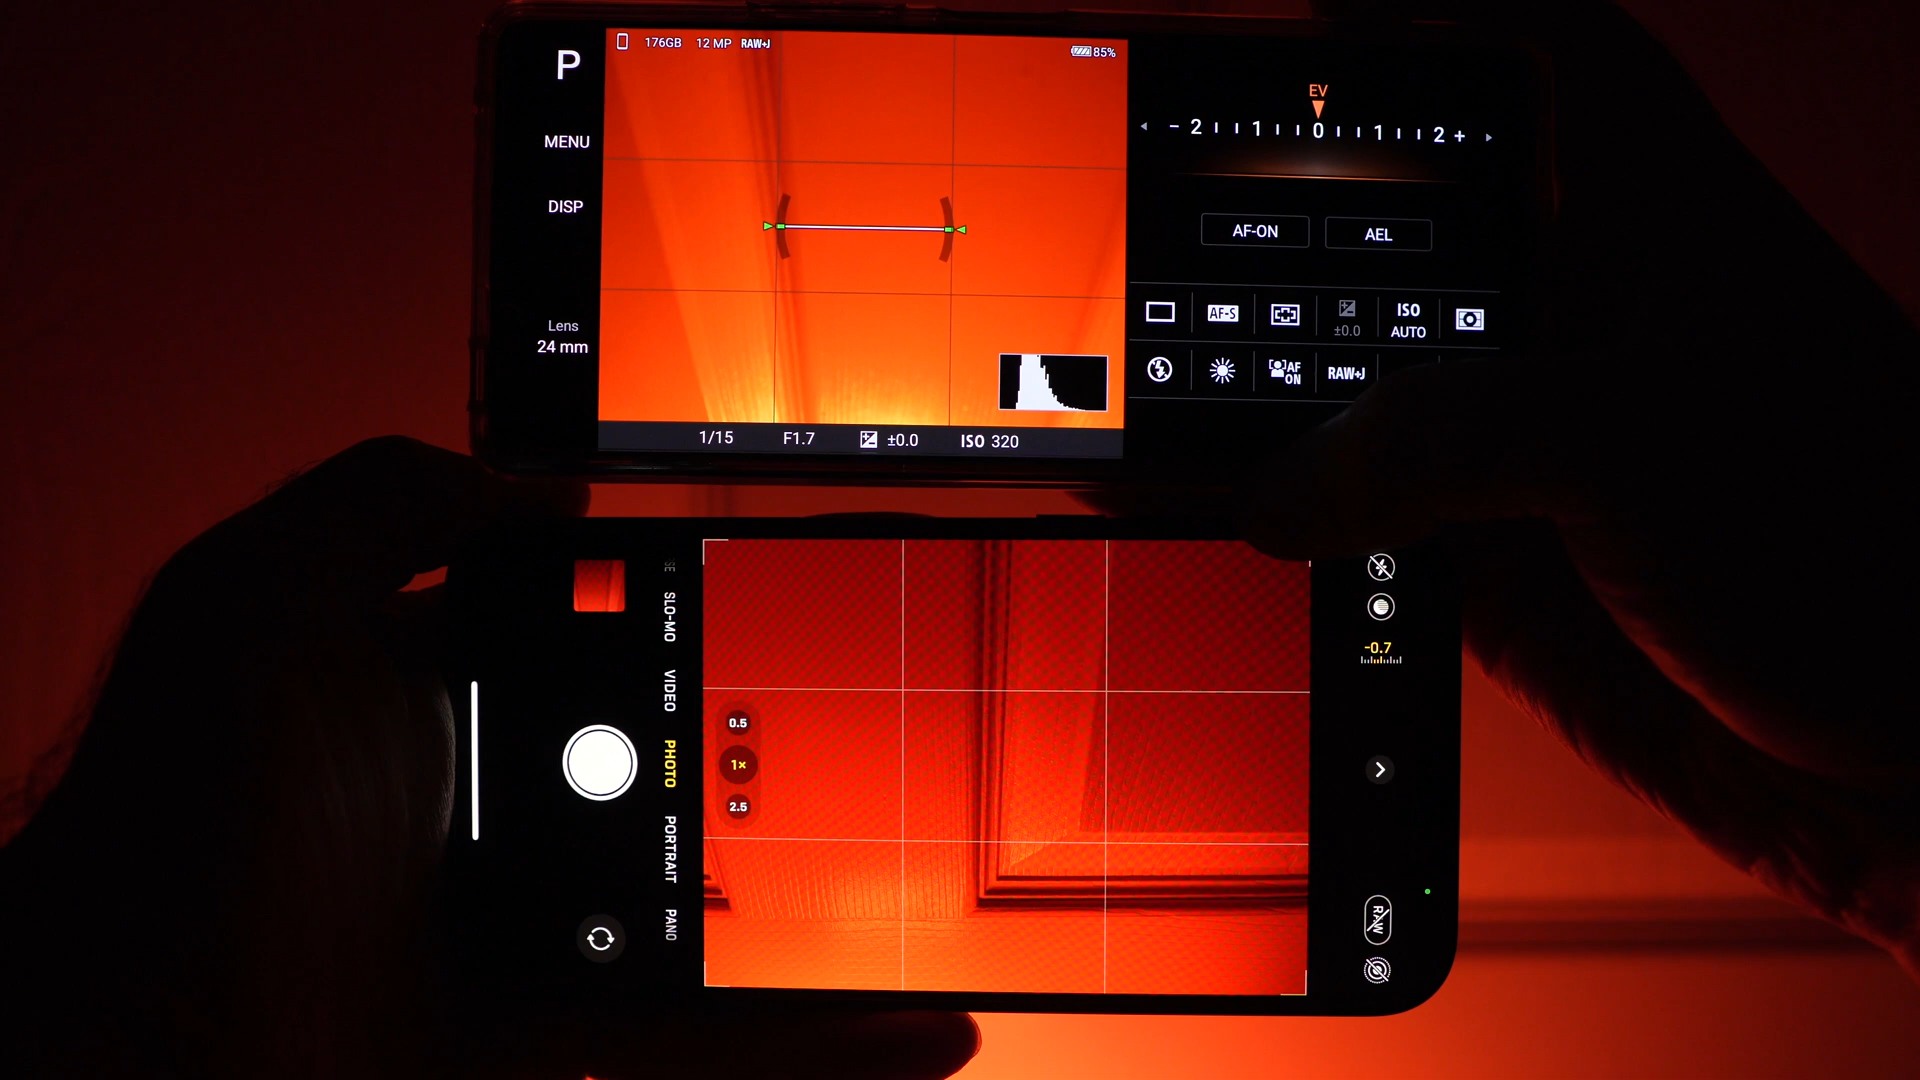 P
176GB 12 MP RAW+J
85%
MENU
DISP
Lens
24 mm
1/15 F1.7 ±0.0 ISO 320
EV
− 2 1 0 1 2 +
AF-ON AEL
AF-S ±0.0 ISO AUTO
AF ON RAW+J
SLO-MO
VIDEO
PHOTO
PORTRAIT
PANO
0.5
1×
2.5
-0.7
RAW